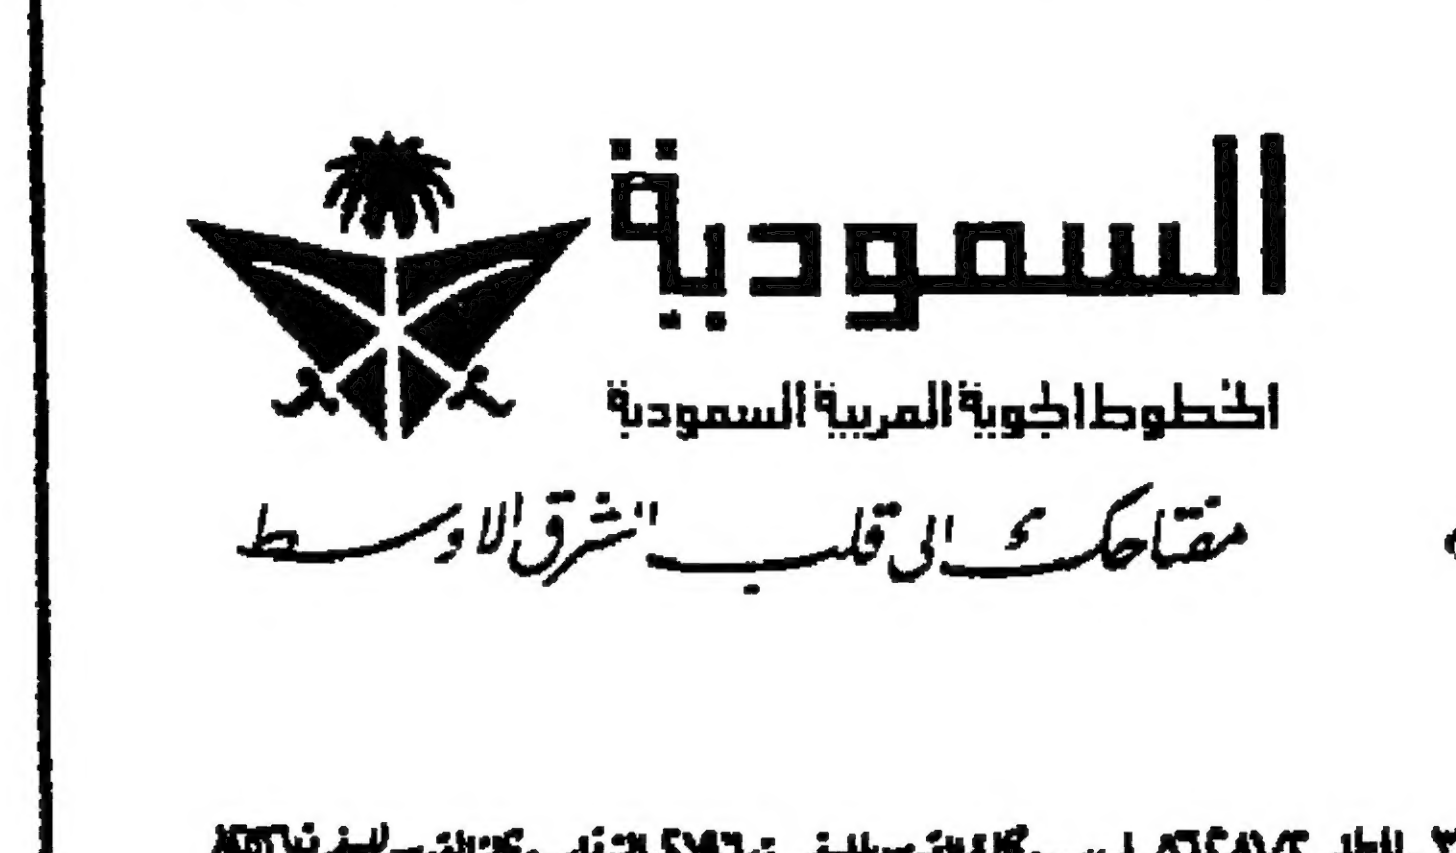 السعودية
الخطوط الجوية العربية السعودية
مفتاحك الى قلب الشرق الاوسط